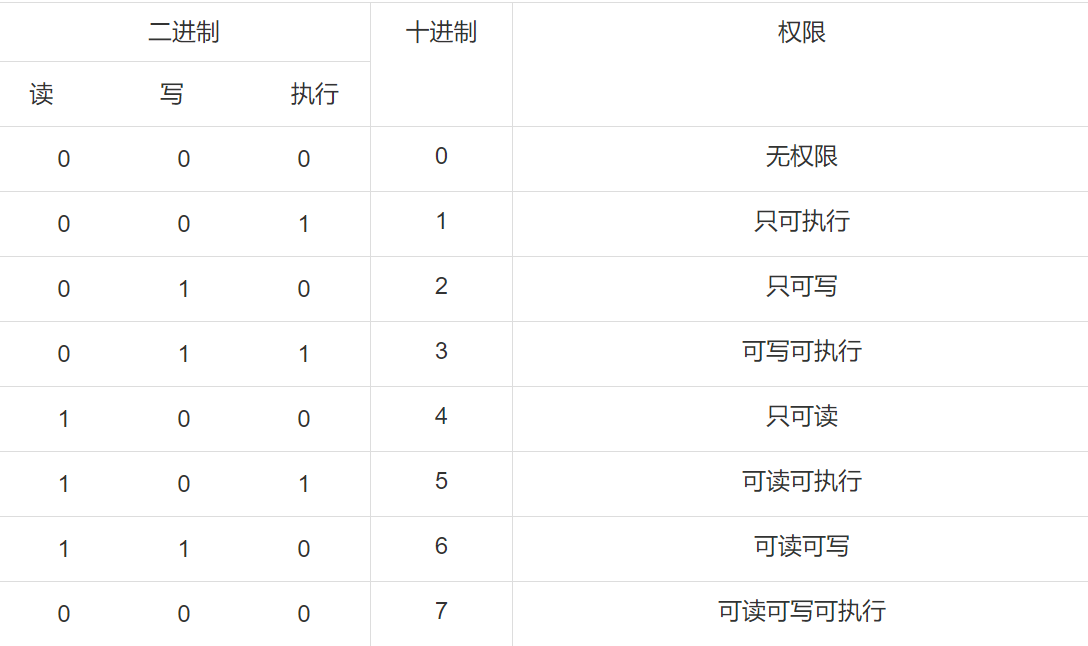 二进制 十进制 权限
读 写 执行
0 0 0 0 无权限
0 0 1 1 只可执行
0 1 0 2 只可写
0 1 1 3 可写可执行
1 0 0 4 只可读
1 0 1 5 可读可执行
1 1 0 6 可读可写
0 0 0 7 可读可写可执行